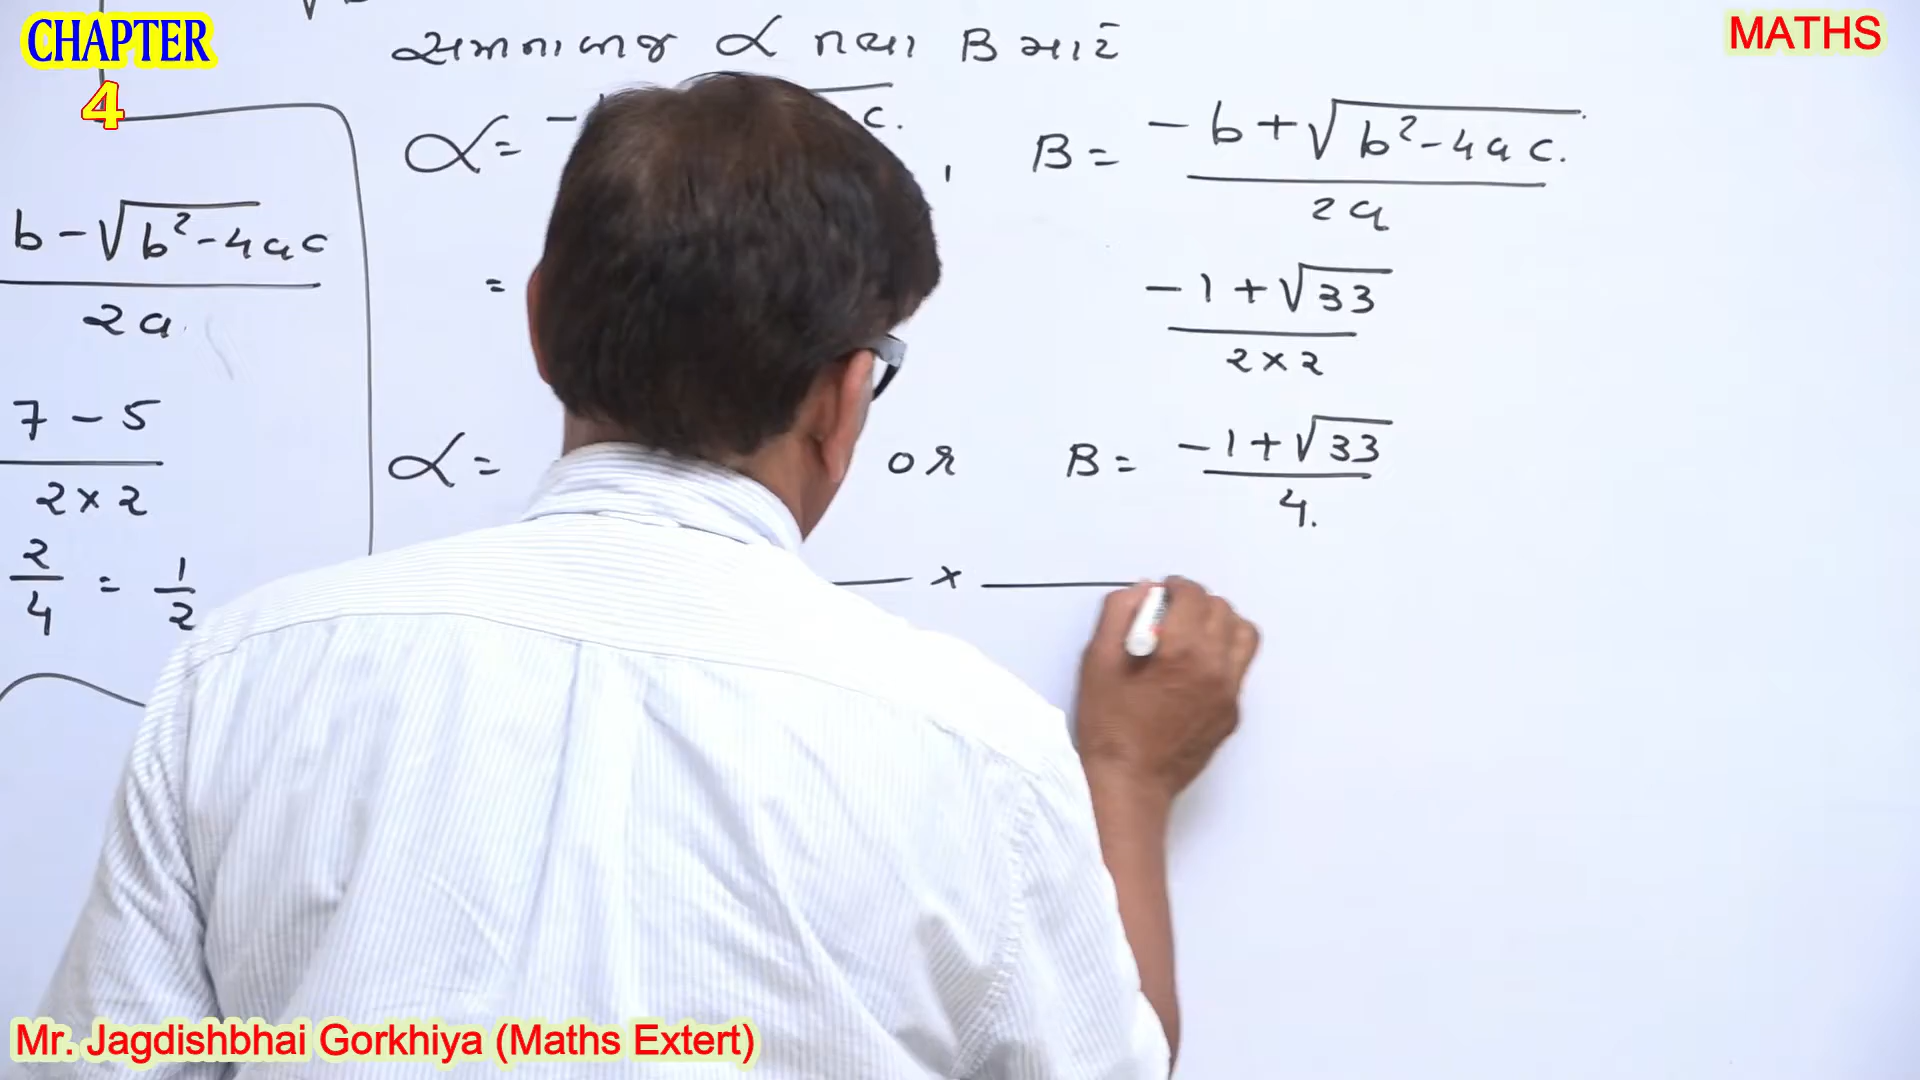 CHAPTER
4
MATHS
α તથા B માટે
α = - c. , B = -b+√b²-4ac. / 2a
b-√b²-4ac / 2a
= -1+√33 / 2×2
7-5 / 2×2
α = or B = -1+√33 / 4.
2/4 = 1/2
×
Mr. Jagdishbhai Gorkhiya (Maths Extert)